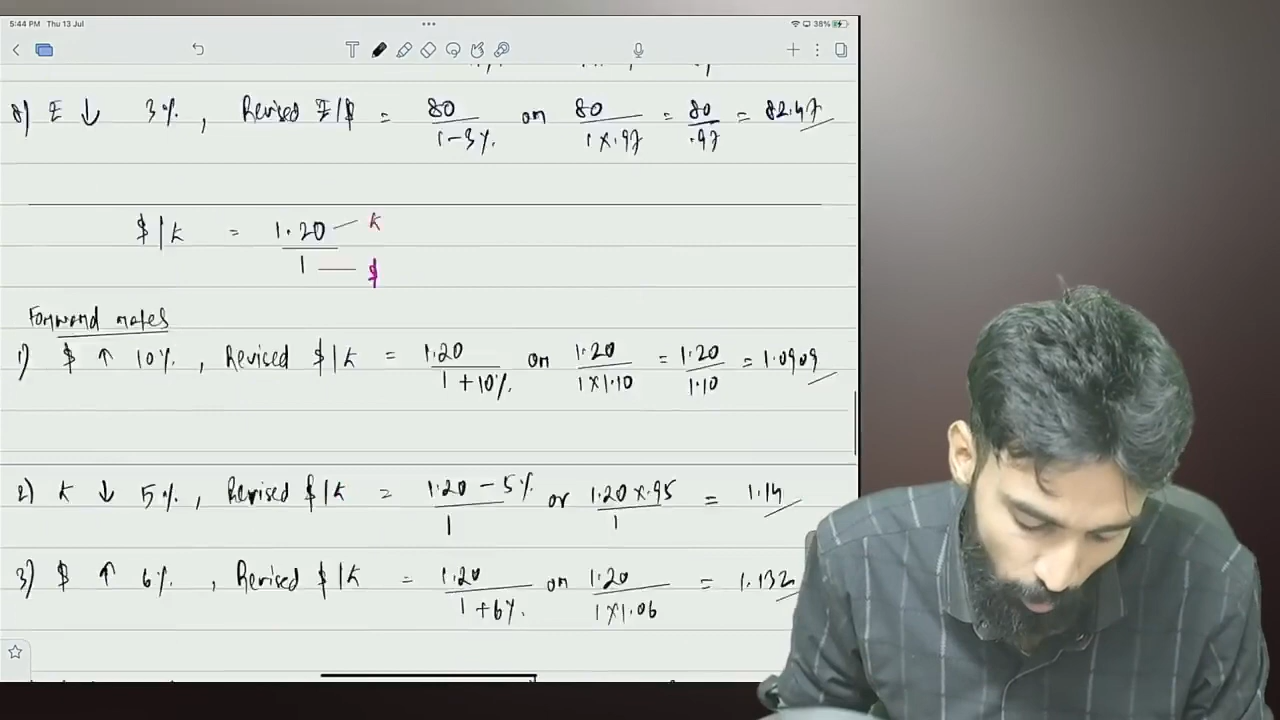 5:44 PM Thu 13 Jul 38%
8) ₹ ↓ 3%, Revised ₹/$ = 80 / 1-3% or 80 / 1×.97 = 80 / .97 = 82.47
$/£ = 1.20 — £ / 1 — $
Forward rates
1) $ ↑ 10%, Revised $/£ = 1.20 / 1+10% or 1.20 / 1×1.10 = 1.20 / 1.10 = 1.0909
2) £ ↓ 5%, Revised $/£ = 1.20 - 5% / 1 or 1.20×.95 / 1 = 1.14
3) $ ↑ 6%, Revised $/£ = 1.20 / 1+6% or 1.20 / 1×1.06 = 1.132